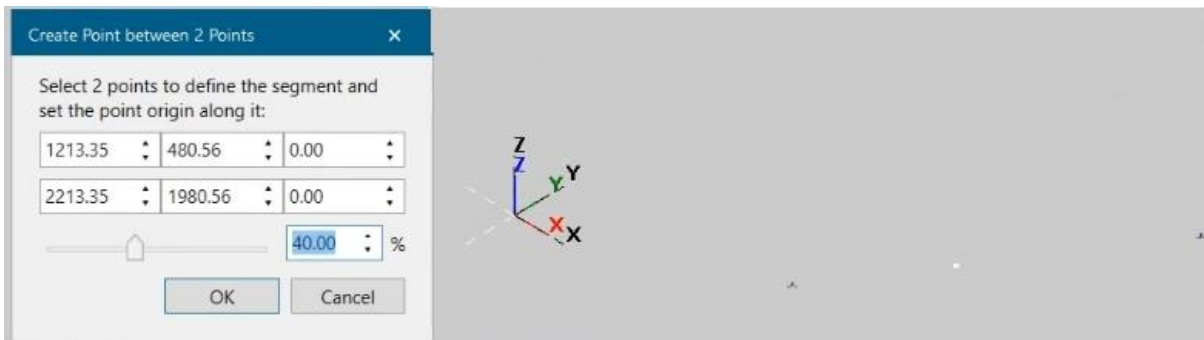 Create Point between 2 Points ×
Select 2 points to define the segment and
set the point origin along it:
1213.35 480.56 0.00
2213.35 1980.56 0.00
40.00 %
OK Cancel
Z
Z
Y Y
X X